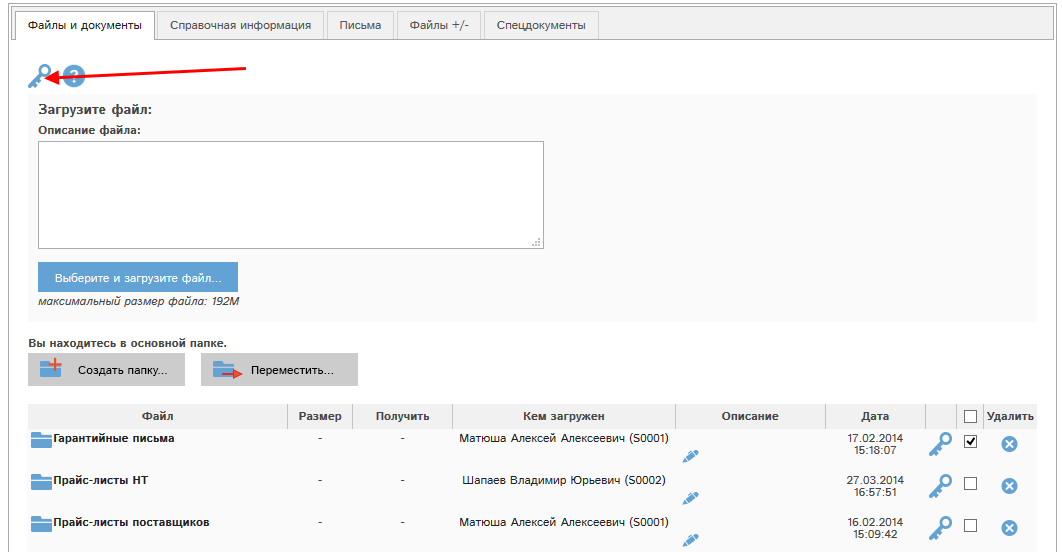 Файлы и документы Справочная информация Письма Файлы +/- Спецдокументы
?
Загрузите файл:
Описание файла:
Выберите и загрузите файл...
максимальный размер файла: 192M
Вы находитесь в основной папке.
Создать папку... Переместить...
Файл Размер Получить Кем загружен Описание Дата Удалить
Гарантийные письма - - Матюша Алексей Алексеевич (S0001) 17.02.2014
15:18:07
Прайс-листы НТ - - Шапаев Владимир Юрьевич (S0002) 27.03.2014
16:57:51
Прайс-листы поставщиков - - Матюша Алексей Алексеевич (S0001) 16.02.2014
15:09:42